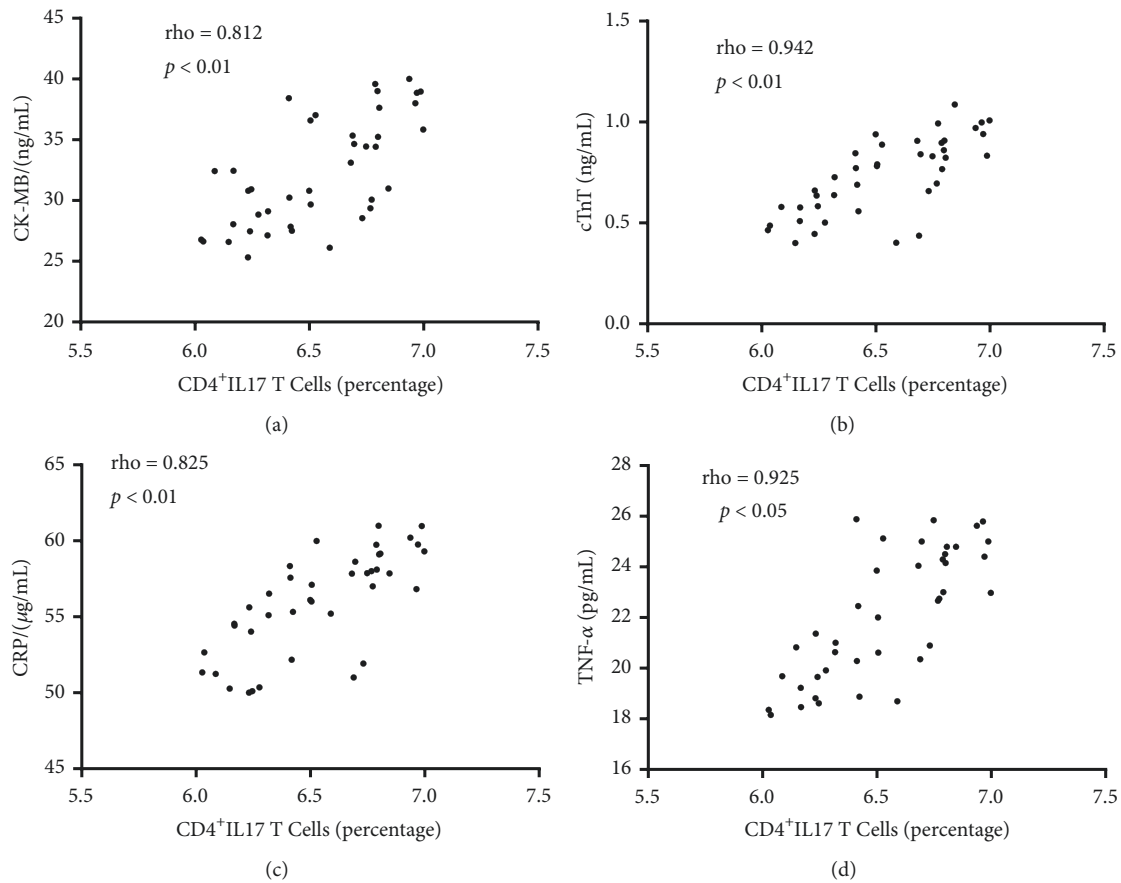 rho = 0.812
p < 0.01
CK-MB/(ng/mL)
45
40
35
30
25
20
5.5 6.0 6.5 7.0 7.5
CD4⁺IL17 T Cells (percentage)
(a)
rho = 0.942
p < 0.01
cTnT (ng/mL)
1.5
1.0
0.5
0.0
5.5 6.0 6.5 7.0 7.5
CD4⁺IL17 T Cells (percentage)
(b)
rho = 0.825
p < 0.01
CRP/(μg/mL)
65
60
55
50
45
5.5 6.0 6.5 7.0 7.5
CD4⁺IL17 T Cells (percentage)
(c)
rho = 0.925
p < 0.05
TNF-α (pg/mL)
28
26
24
22
20
18
16
5.5 6.0 6.5 7.0 7.5
CD4⁺IL17 T Cells (percentage)
(d)